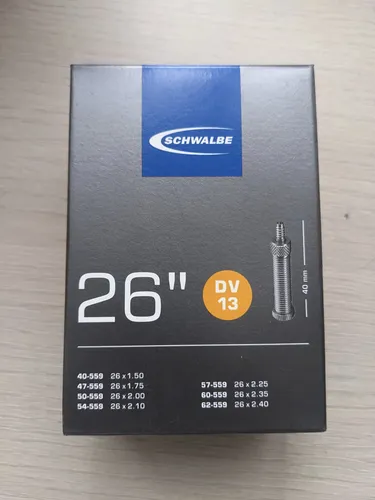 SCHWALBE
26"
DV
13
40 mm
40-559 26 x 1.50
47-559 26 x 1.75
50-559 26 x 2.00
54-559 26 x 2.10
57-559 26 x 2.25
60-559 26 x 2.35
62-559 26 x 2.40